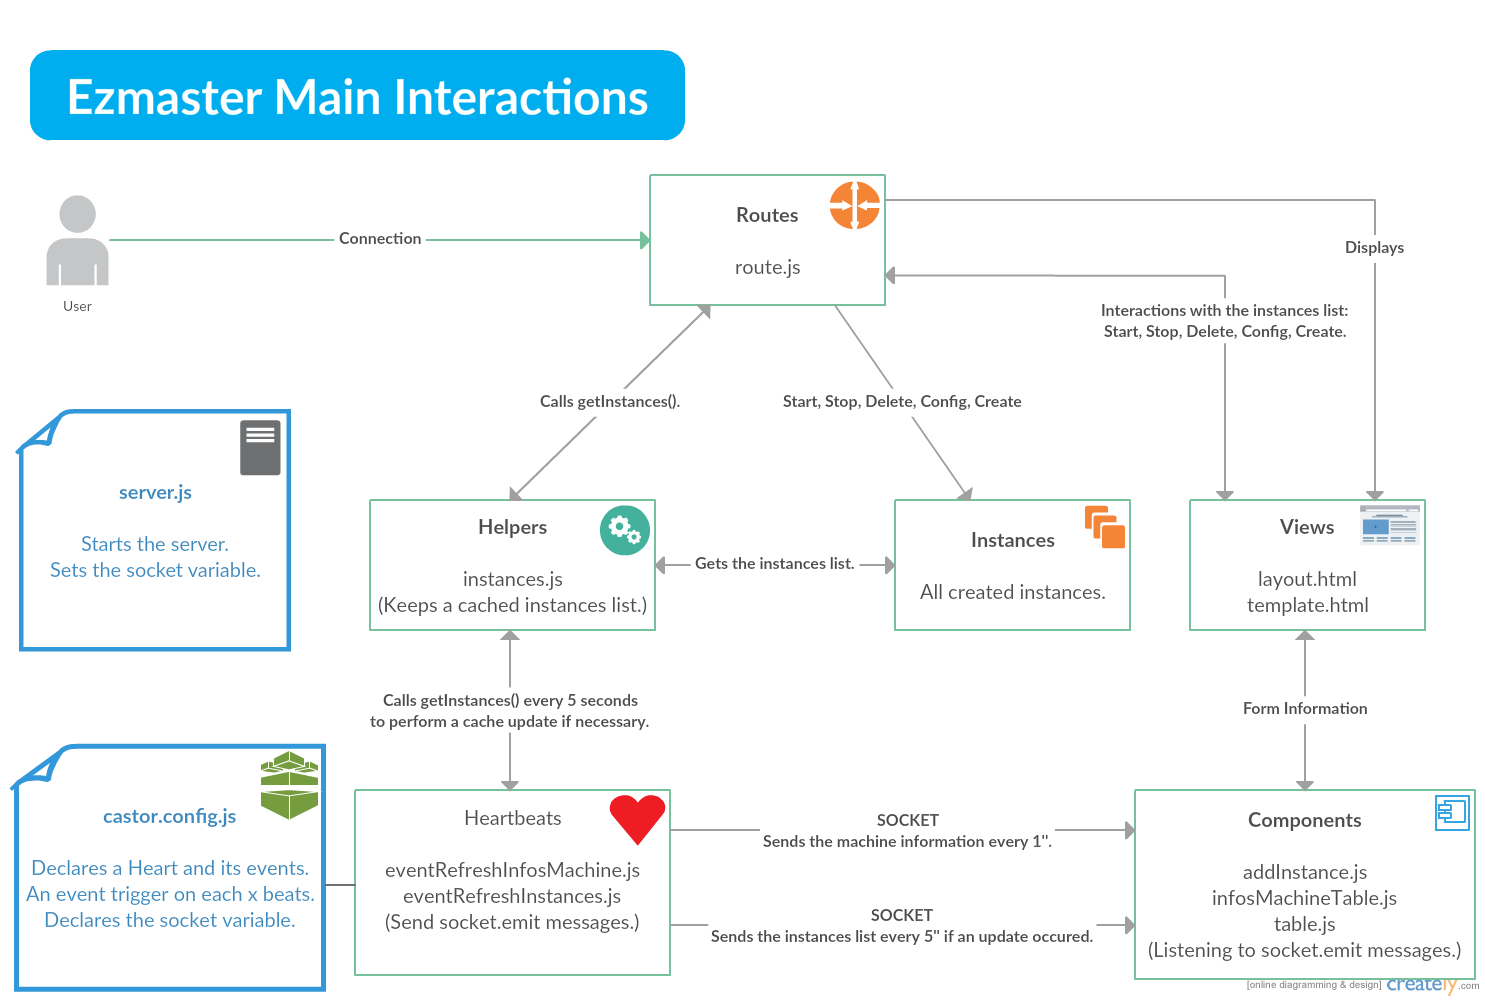 Ezmaster Main Interactions
User
Connection
Routes
route.js
Displays
Interactions with the instances list:
Start, Stop, Delete, Config, Create.
Calls getInstances().
Start, Stop, Delete, Config, Create
server.js
Starts the server.
Sets the socket variable.
Helpers
instances.js
(Keeps a cached instances list.)
Gets the instances list.
Instances
All created instances.
Views
layout.html
template.html
Calls getInstances() every 5 seconds
to perform a cache update if necessary.
Form Information
castor.config.js
Declares a Heart and its events.
An event trigger on each x beats.
Declares the socket variable.
Heartbeats
eventRefreshInfosMachine.js
eventRefreshInstances.js
(Send socket.emit messages.)
SOCKET
Sends the machine information every 1''.
SOCKET
Sends the instances list every 5" if an update occured.
Components
addInstance.js
infosMachineTable.js
table.js
(Listening to socket.emit messages.)
[online diagramming & design] creately.com